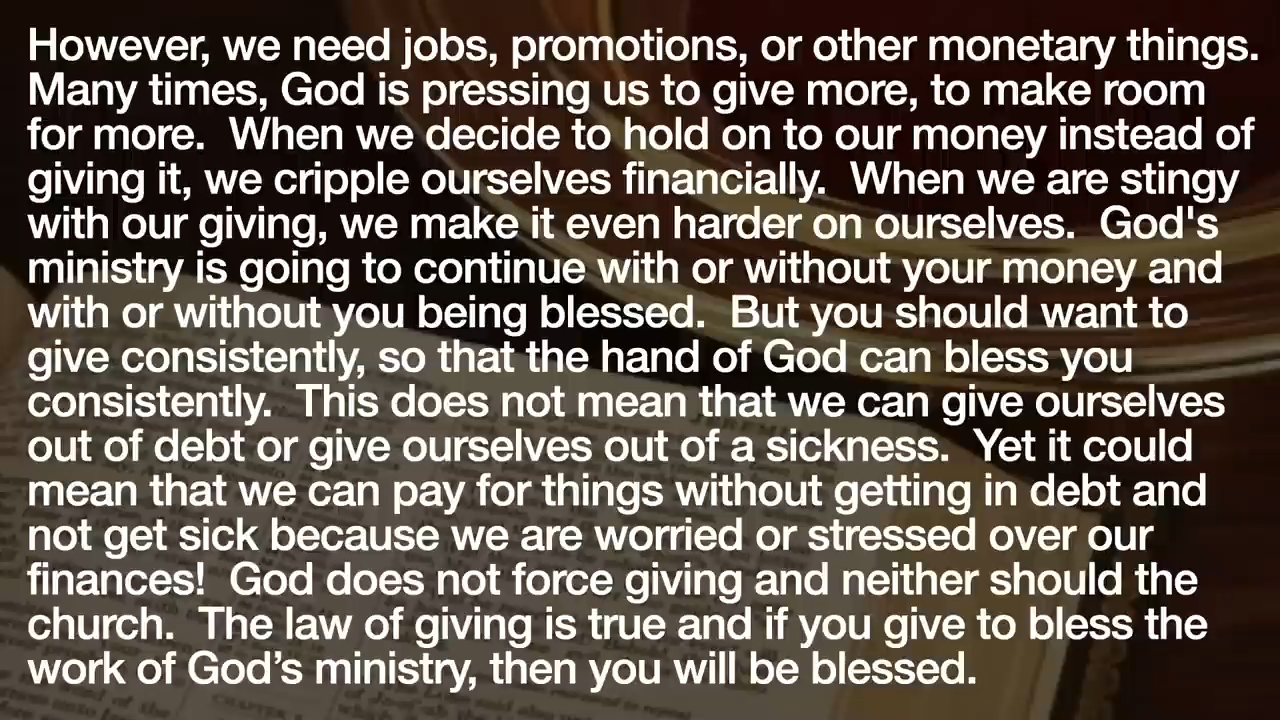 However, we need jobs, promotions, or other monetary things.
Many times, God is pressing us to give more, to make room
for more.  When we decide to hold on to our money instead of
giving it, we cripple ourselves financially.  When we are stingy
with our giving, we make it even harder on ourselves.  God's
ministry is going to continue with or without your money and
with or without you being blessed.  But you should want to
give consistently, so that the hand of God can bless you
consistently.  This does not mean that we can give ourselves
out of debt or give ourselves out of a sickness.  Yet it could
mean that we can pay for things without getting in debt and
not get sick because we are worried or stressed over our
finances!  God does not force giving and neither should the
church.  The law of giving is true and if you give to bless the
work of God’s ministry, then you will be blessed.